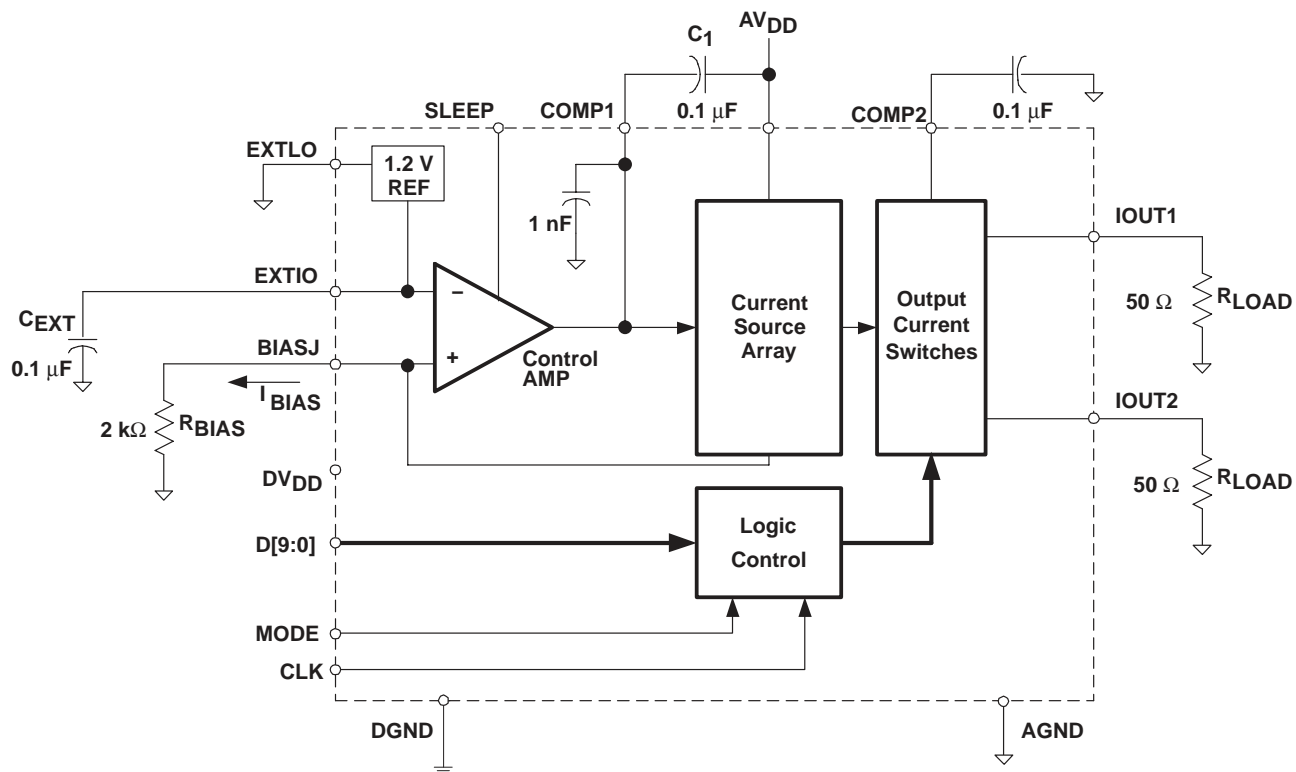 AVDD
C1
0.1 µF
SLEEP
COMP1
COMP2
0.1 µF
EXTLO
1.2 V
REF
1 nF
IOUT1
EXTIO
–
CEXT
0.1 µF
BIASJ
+
Control
AMP
Current
Source
Array
Output
Current
Switches
50 Ω
RLOAD
IBIAS
2 kΩ
RBIAS
IOUT2
DVDD
50 Ω
RLOAD
D[9:0]
Logic
Control
MODE
CLK
DGND
AGND